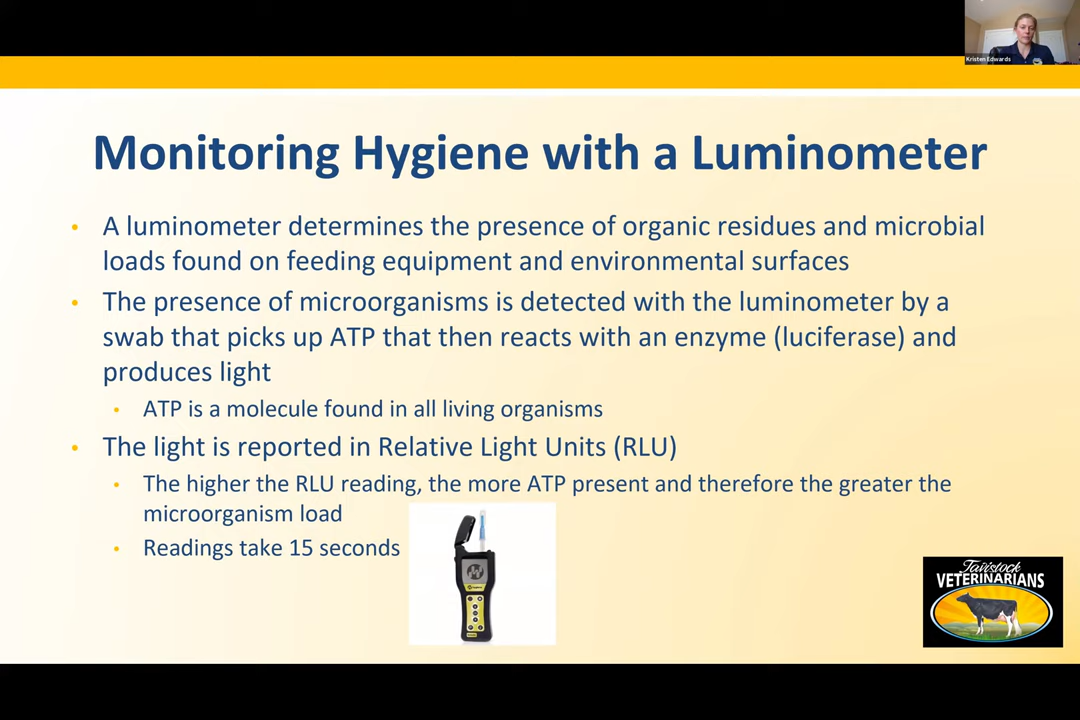 Kristen Edwards
Monitoring Hygiene with a Luminometer
• A luminometer determines the presence of organic residues and microbial
loads found on feeding equipment and environmental surfaces
• The presence of microorganisms is detected with the luminometer by a
swab that picks up ATP that then reacts with an enzyme (luciferase) and
produces light
• ATP is a molecule found in all living organisms
• The light is reported in Relative Light Units (RLU)
• The higher the RLU reading, the more ATP present and therefore the greater the
microorganism load
• Readings take 15 seconds
Tavistock
VETERINARIANS